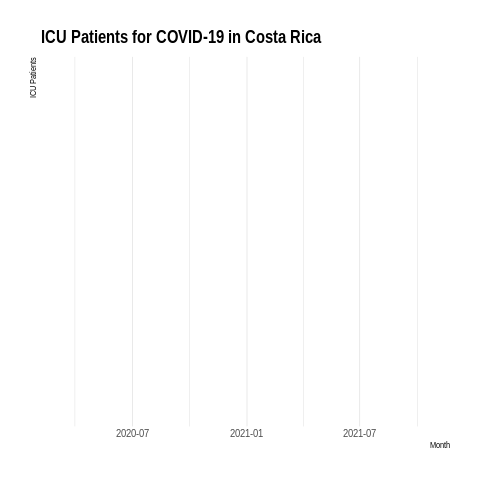 ICU Patients for COVID-19 in Costa Rica
ICU Patients
2020-07 2021-01 2021-07
Month